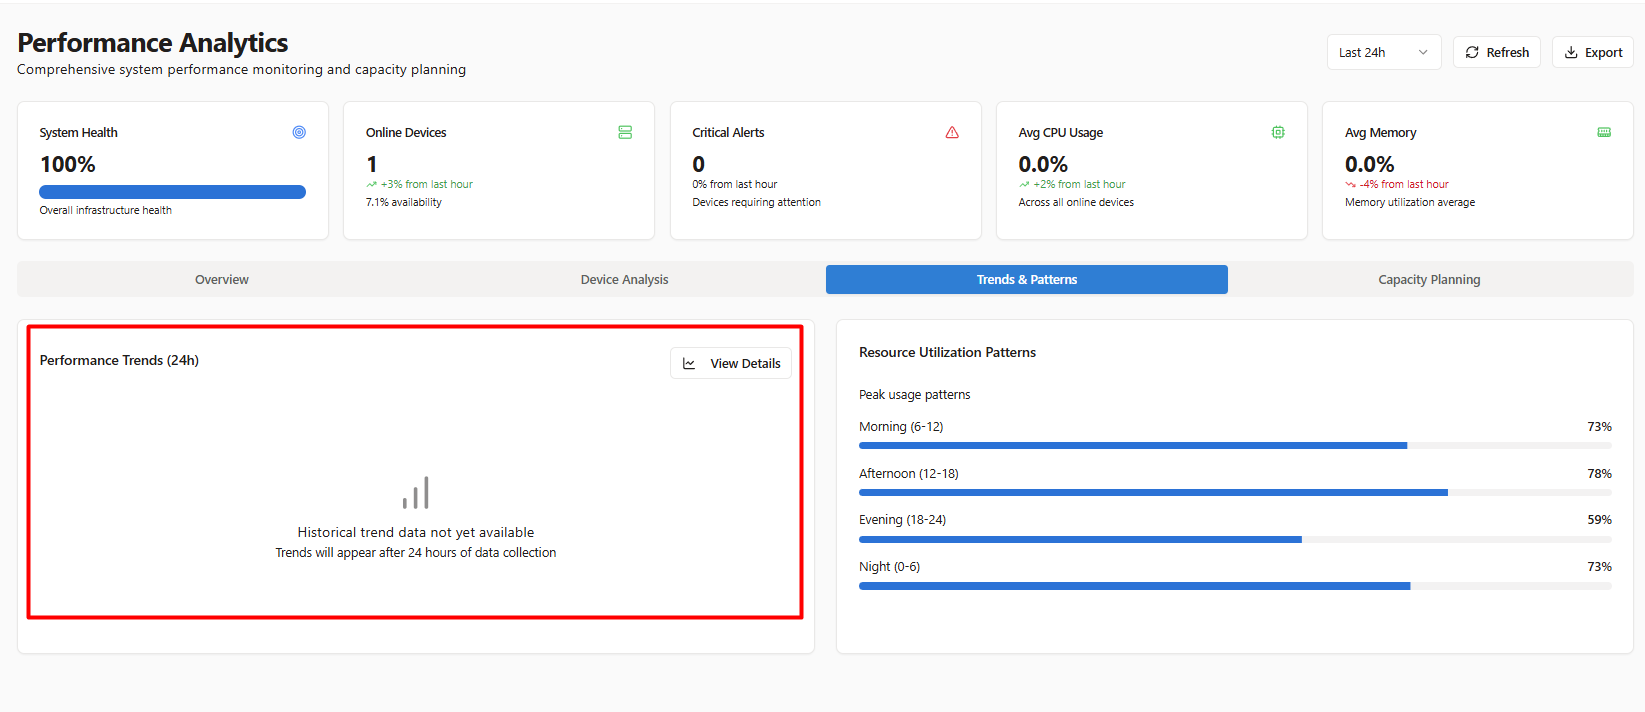 Performance Analytics
Comprehensive system performance monitoring and capacity planning
Last 24h
Refresh
Export
System Health
100%
Overall infrastructure health
Online Devices
1
+3% from last hour
7.1% availability
Critical Alerts
0
0% from last hour
Devices requiring attention
Avg CPU Usage
0.0%
+2% from last hour
Across all online devices
Avg Memory
0.0%
-4% from last hour
Memory utilization average
Overview
Device Analysis
Trends & Patterns
Capacity Planning
Performance Trends (24h)
View Details
Historical trend data not yet available
Trends will appear after 24 hours of data collection
Resource Utilization Patterns
Peak usage patterns
Morning (6-12) 73%
Afternoon (12-18) 78%
Evening (18-24) 59%
Night (0-6) 73%